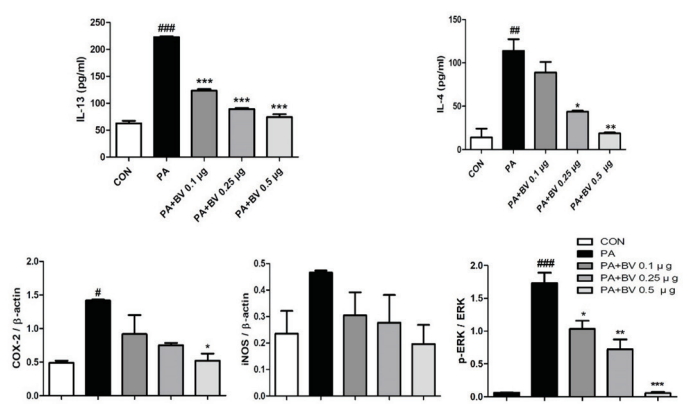 250
200
150
100
50
0
IL-13 (pg/ml)
###
***
***
***
CON
PA
PA+BV 0.1 μg
PA+BV 0.25 μg
PA+BV 0.5 μg
150
100
50
0
IL-4 (pg/ml)
##
*
**
CON
PA
PA+BV 0.1 μg
PA+BV 0.25 μg
PA+BV 0.5 μg
2.0
1.5
1.0
0.5
0.0
COX-2 / β-actin
#
*
0.5
0.4
0.3
0.2
0.1
0.0
iNOS / β-actin
CON
PA
PA+BV 0.1 μg
PA+BV 0.25 μg
PA+BV 0.5 μg
2.0
1.5
1.0
0.5
0.0
p-ERK / ERK
###
*
**
***